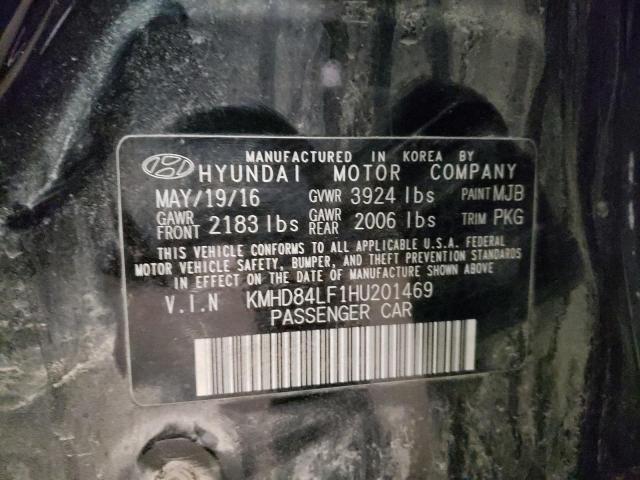 MANUFACTURED IN KOREA BY
HYUNDAI MOTOR COMPANY
MAY/19/16 GVWR 3924 lbs PAINT MJB
GAWR FRONT 2183 lbs GAWR REAR 2006 lbs TRIM PKG
THIS VEHICLE CONFORMS TO ALL APPLICABLE U.S.A. FEDERAL
MOTOR VEHICLE SAFETY, BUMPER, AND THEFT PREVENTION STANDARDS
IN EFFECT ON THE DATE OF MANUFACTURE SHOWN ABOVE
V.I.N KMHD84LF1HU201469
PASSENGER CAR